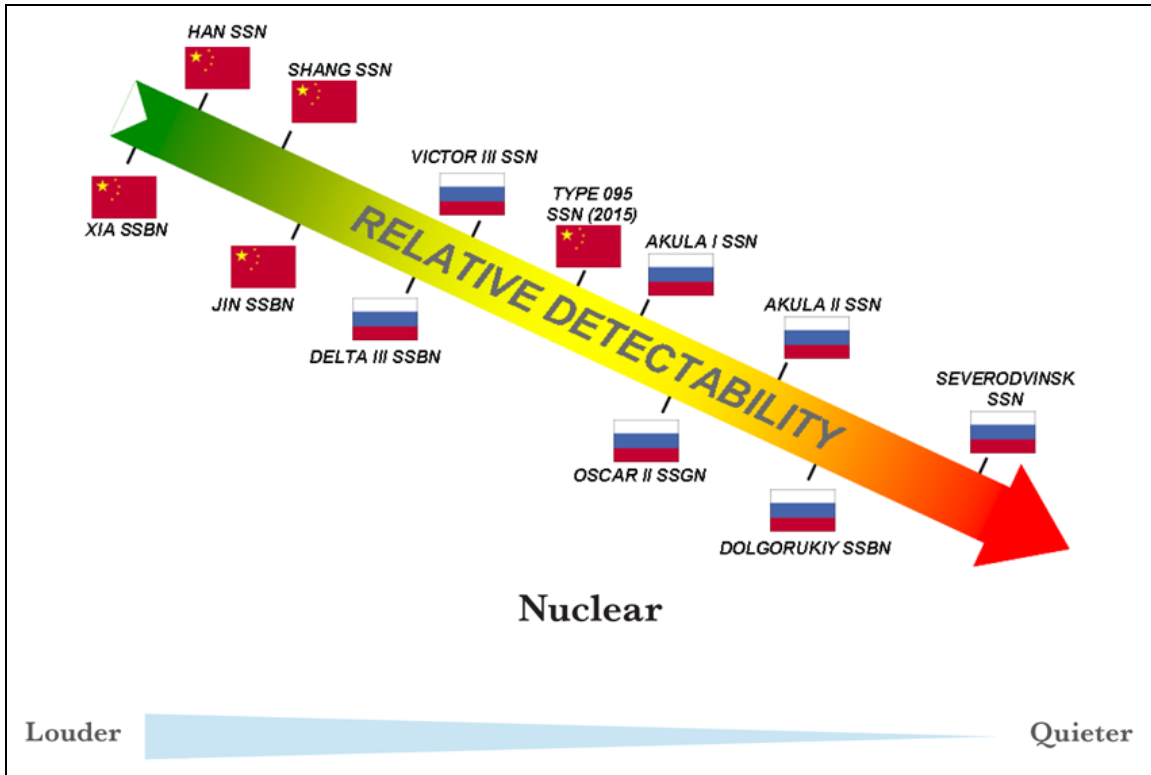 HAN SSN
SHANG SSN
XIA SSBN
JIN SSBN
VICTOR III SSN
DELTA III SSBN
TYPE 095
SSN (2015)
AKULA I SSN
OSCAR II SSGN
AKULA II SSN
DOLGORUKIY SSBN
SEVERODVINSK
SSN
RELATIVE DETECTABILITY
Nuclear
Louder
Quieter